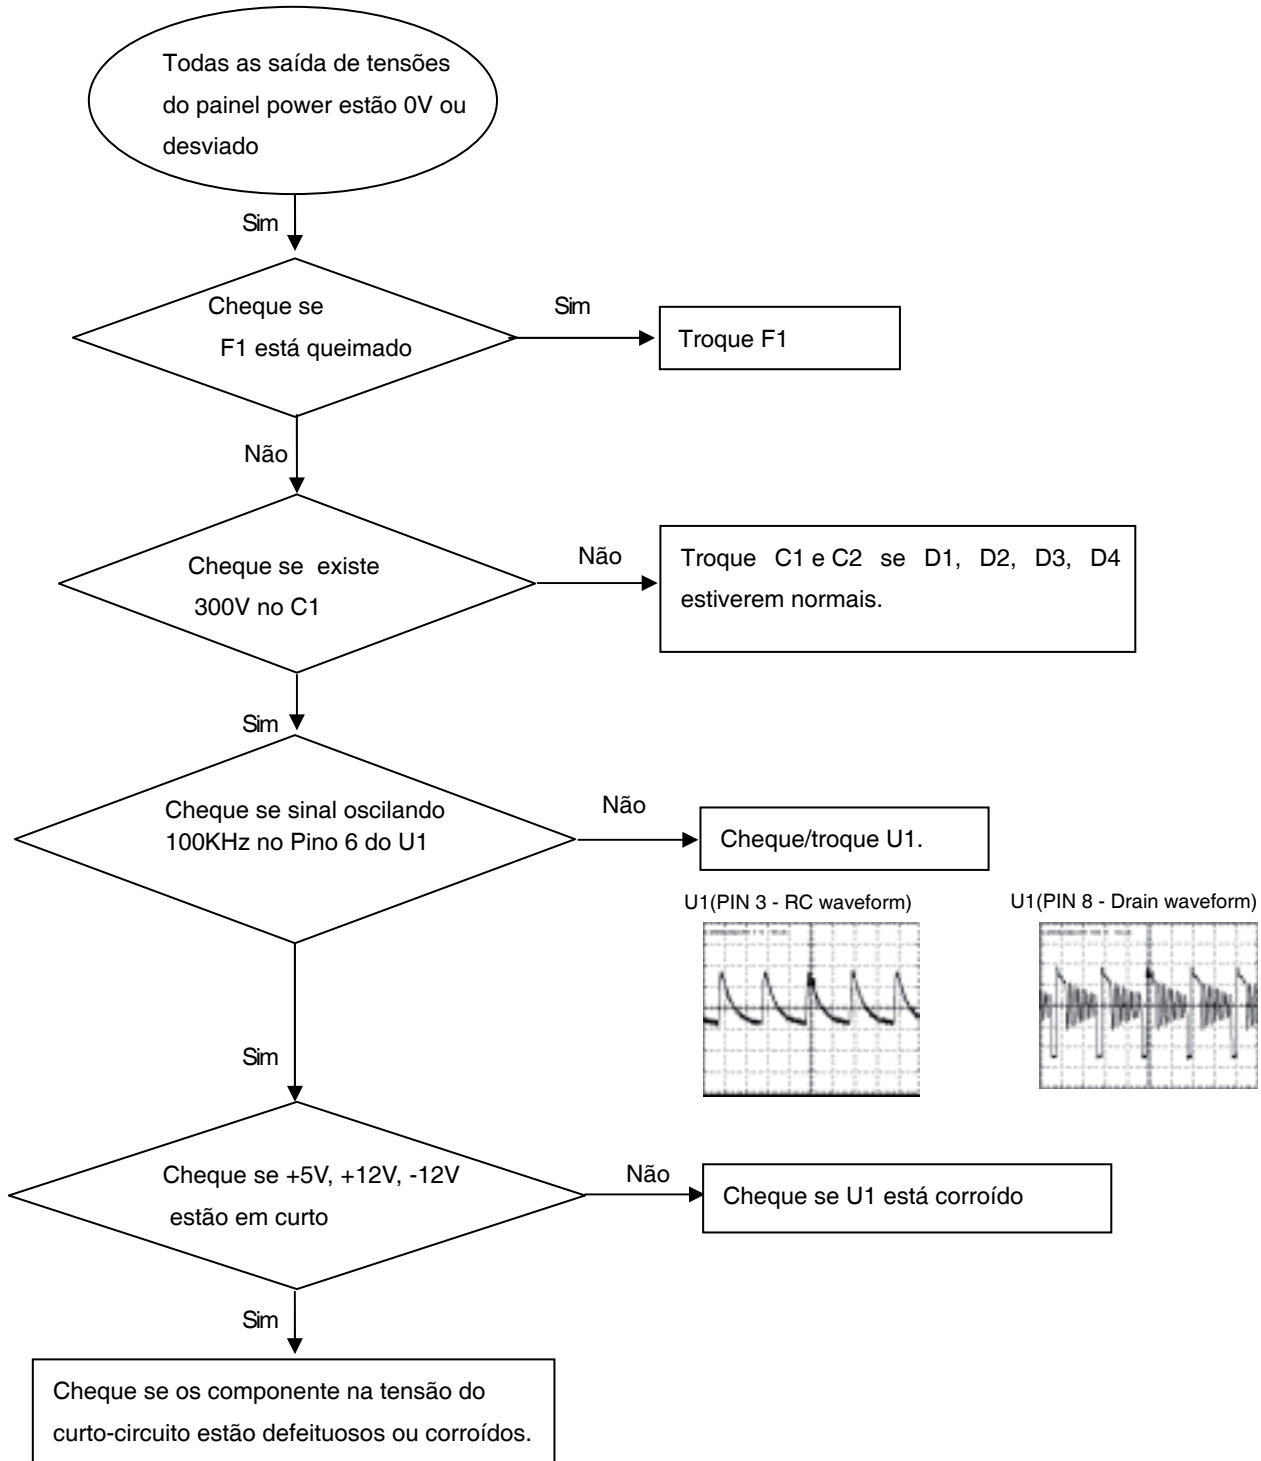 Todas as saída de tensões
do painel power estão 0V ou
desviado
Sim
Cheque se
F1 está queimado
Sim
Troque F1
Não
Cheque se existe
300V no C1
Não
Troque C1 e C2 se D1, D2, D3, D4
estiverem normais.
Sim
Cheque se sinal oscilando
100KHz no Pino 6 do U1
Não
Cheque/troque U1.
U1(PIN 3 - RC waveform)
U1(PIN 8 - Drain waveform)
Sim
Cheque se +5V, +12V, -12V
estão em curto
Não
Cheque se U1 está corroído
Sim
Cheque se os componente na tensão do
curto-circuito estão defeituosos ou corroídos.